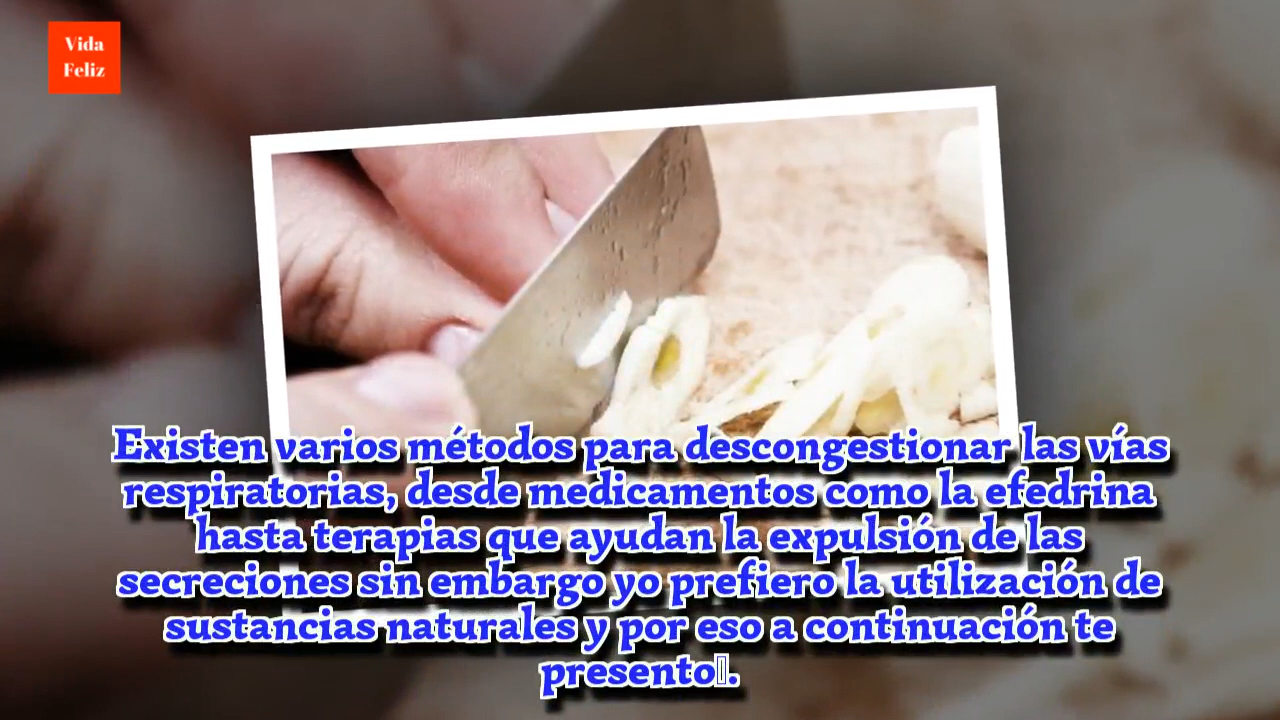 Vida
Feliz
Existen varios métodos para descongestionar las vías
respiratorias, desde medicamentos como la efedrina
hasta terapias que ayudan la expulsión de las
secreciones sin embargo yo prefiero la utilización de
sustancias naturales y por eso a continuación te
presento▯.